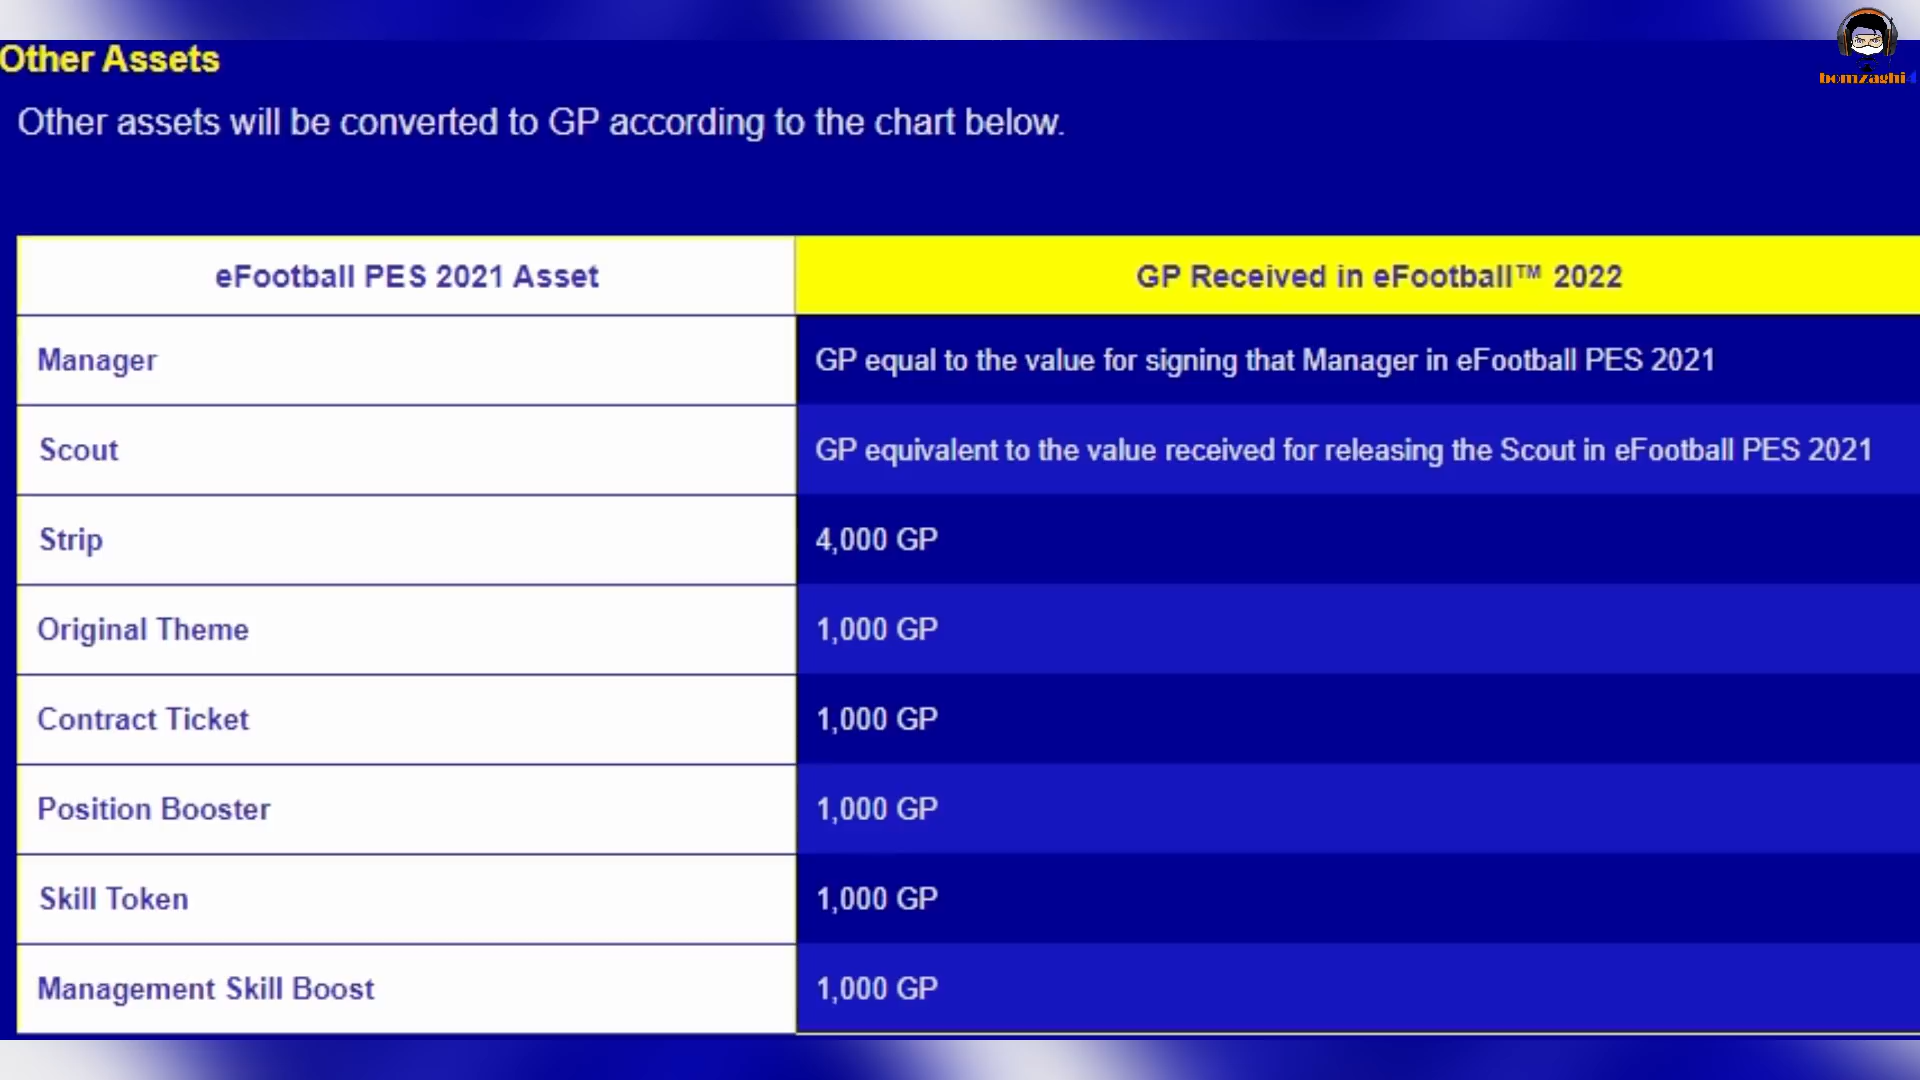 Other Assets
bomzaghi4
Other assets will be converted to GP according to the chart below.
eFootball PES 2021 Asset
GP Received in eFootball™ 2022
Manager
GP equal to the value for signing that Manager in eFootball PES 2021
Scout
GP equivalent to the value received for releasing the Scout in eFootball PES 2021
Strip
4,000 GP
Original Theme
1,000 GP
Contract Ticket
1,000 GP
Position Booster
1,000 GP
Skill Token
1,000 GP
Management Skill Boost
1,000 GP